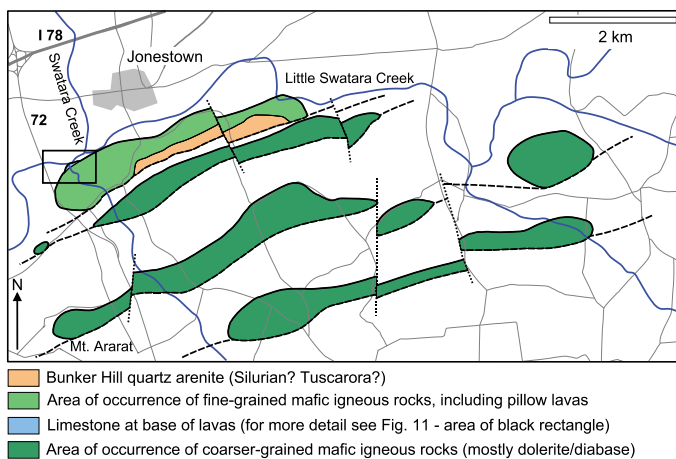 I 78
Jonestown
2 km
Swatara Creek
Little Swatara Creek
72
N
Mt. Ararat
Bunker Hill quartz arenite (Silurian? Tuscarora?)
Area of occurrence of fine-grained mafic igneous rocks, including pillow lavas
Limestone at base of lavas (for more detail see Fig. 11 - area of black rectangle)
Area of occurrence of coarser-grained mafic igneous rocks (mostly dolerite/diabase)